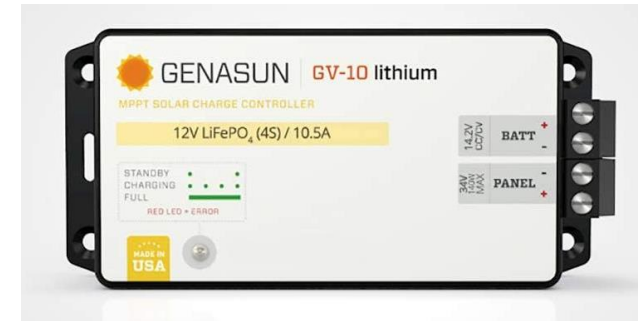 GENASUN GV-10 lithium
MPPT SOLAR CHARGE CONTROLLER
12V LiFePO4 (4S) / 10.5A
14.2V
CC/CV
BATT
+
-
34V
140W
MAX
PANEL
-
+
STANDBY
CHARGING
FULL
RED LED = ERROR
MADE IN
USA